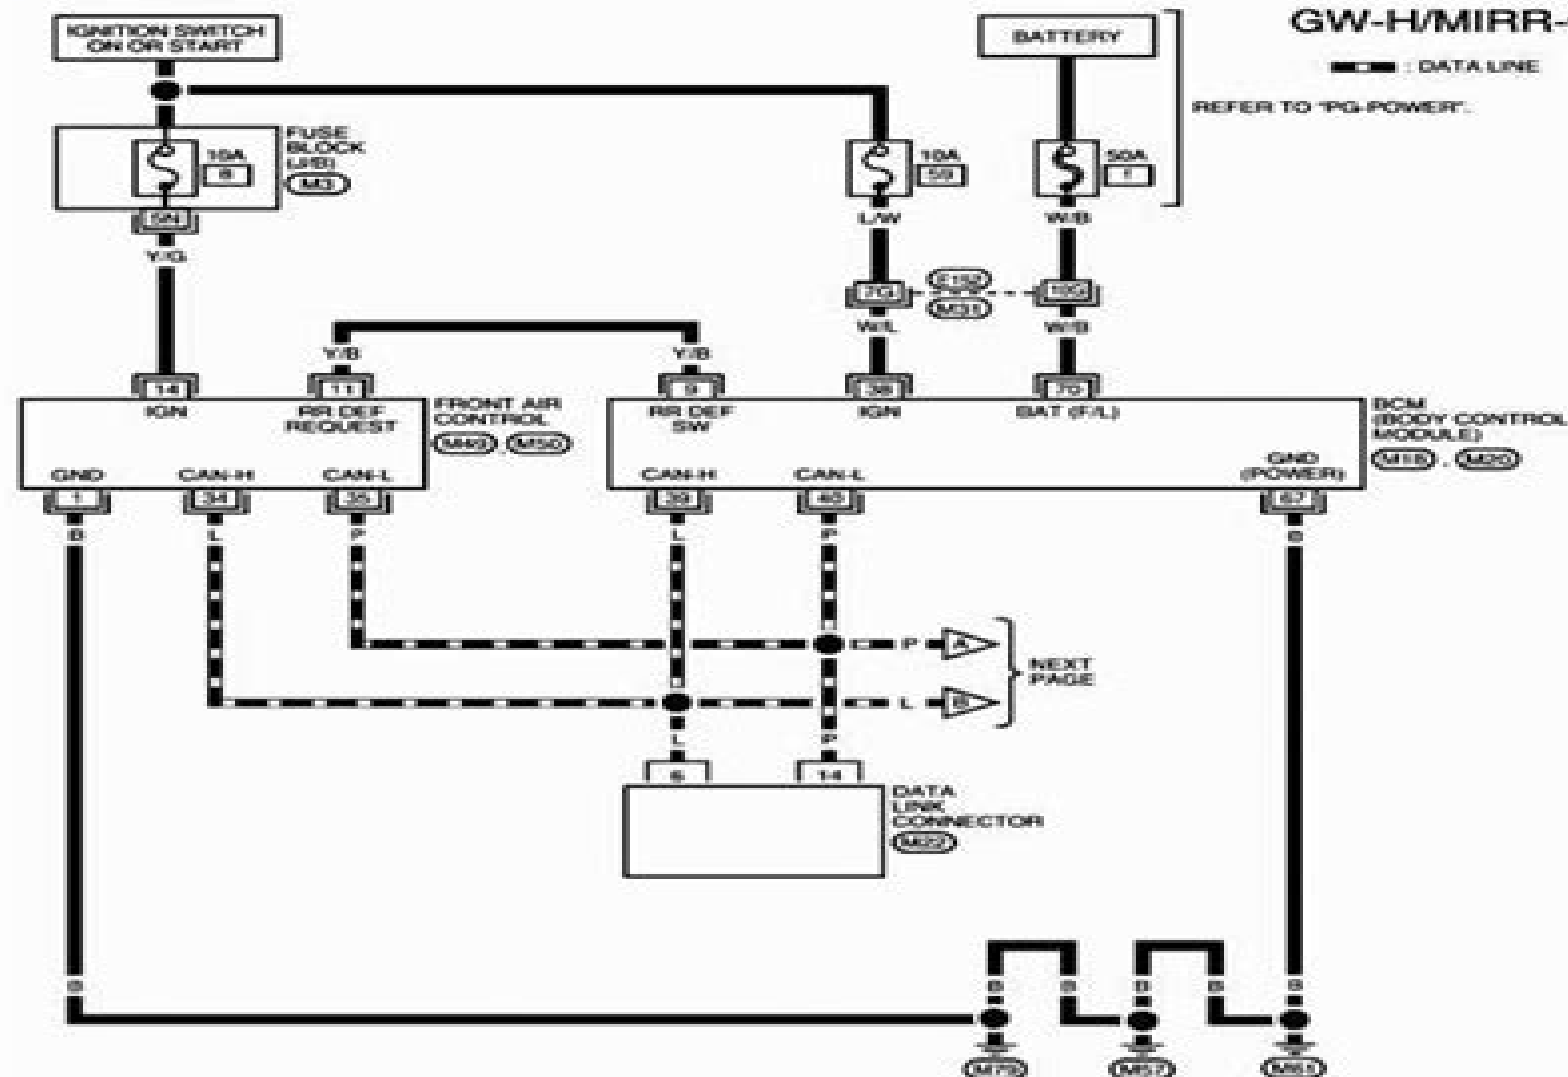 IGNITION SWITCH
ON OR START
BATTERY
GW-H/MIRR-
: DATA LINE
REFER TO "PG-POWER".
FUSE
BLOCK
(J/B)
M3
10A
8
10A
59
50A
f
5N
Y/G
L/W
W/B
7G
E152
M31
10G
W/L
W/B
Y/B
Y/B
14
11
9
38
70
IGN
RR DEF
REQUEST
FRONT AIR
CONTROL
M49 , M50
RR DEF
SW
IGN
BAT (F/L)
BCM
(BODY CONTROL
MODULE)
M18 , M20
GND
CAN-H
CAN-L
CAN-H
CAN-L
GND
(POWER)
1
34
35
39
40
67
B
L
P
L
P
B
P
A
NEXT
PAGE
L
B
L
P
6
14
DATA
LINK
CONNECTOR
M22
B
B
B
B
B
B
M79
M57
M61